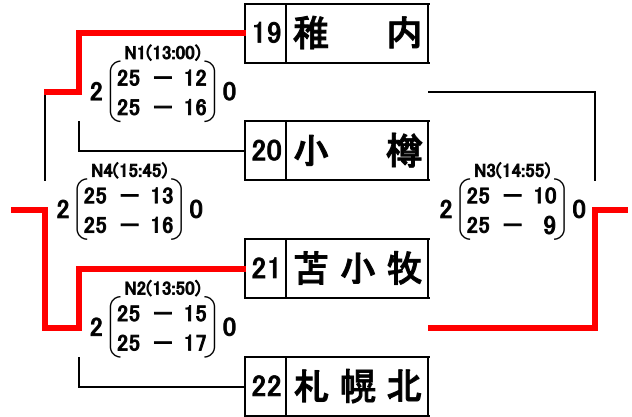 19 稚 内
N1(13:00)
2 25 － 12 0
25 － 16
20 小 樽
N4(15:45)
2 25 － 13 0
25 － 16
N3(14:55)
2 25 － 10 0
25 － 9
21 苫 小 牧
N2(13:50)
2 25 － 15 0
25 － 17
22 札 幌 北